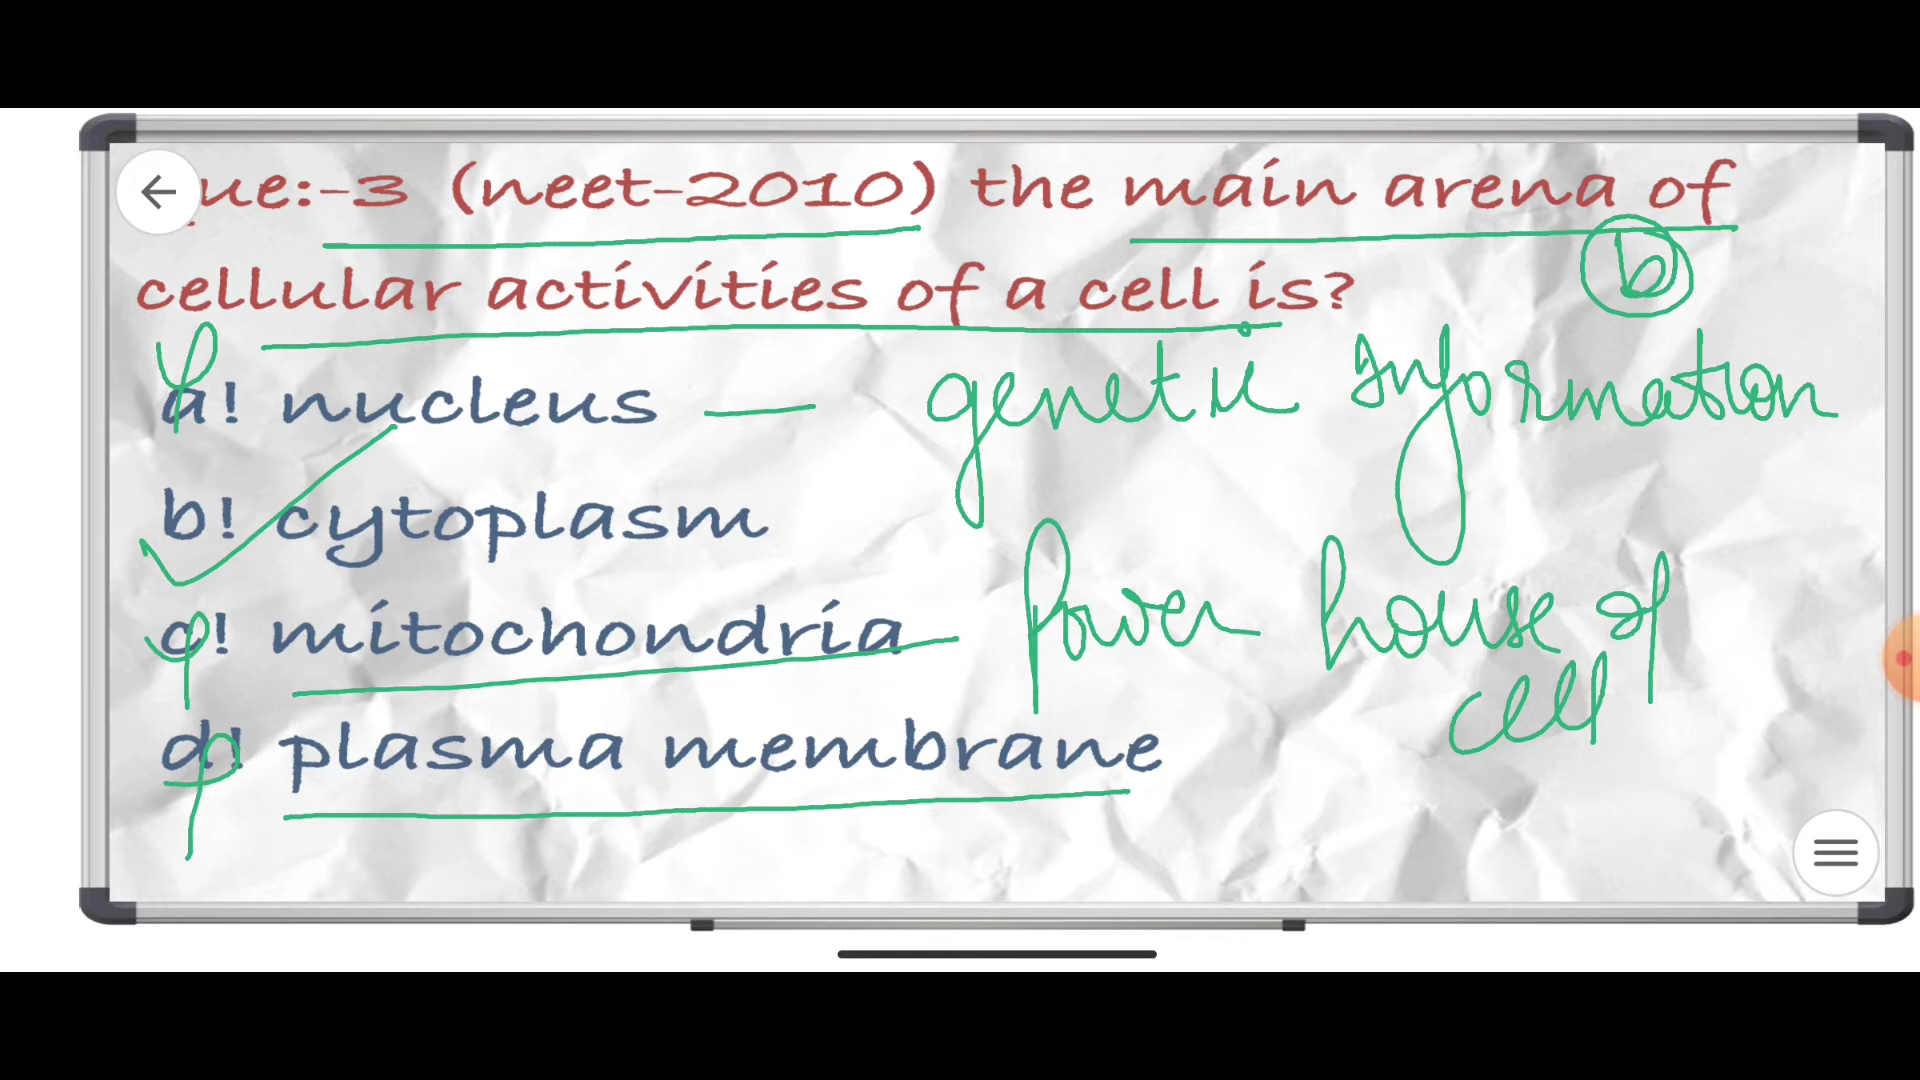 que:-3 (neet-2010) the main arena of
cellular activities of a cell is?
b
a! nucleus — genetic Information
b! cytoplasm
c! mitochondria power house of
cell
d! plasma membrane